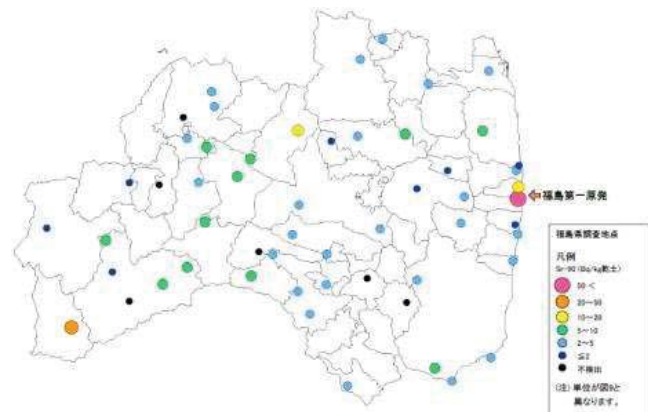 福島第一原発
福島県調査地点
凡例
Sr-90(Bq/kg乾土)
50<
20~50
10~20
5~10
2~5
≦2
不検出
(注)単位が図9と
異なります。